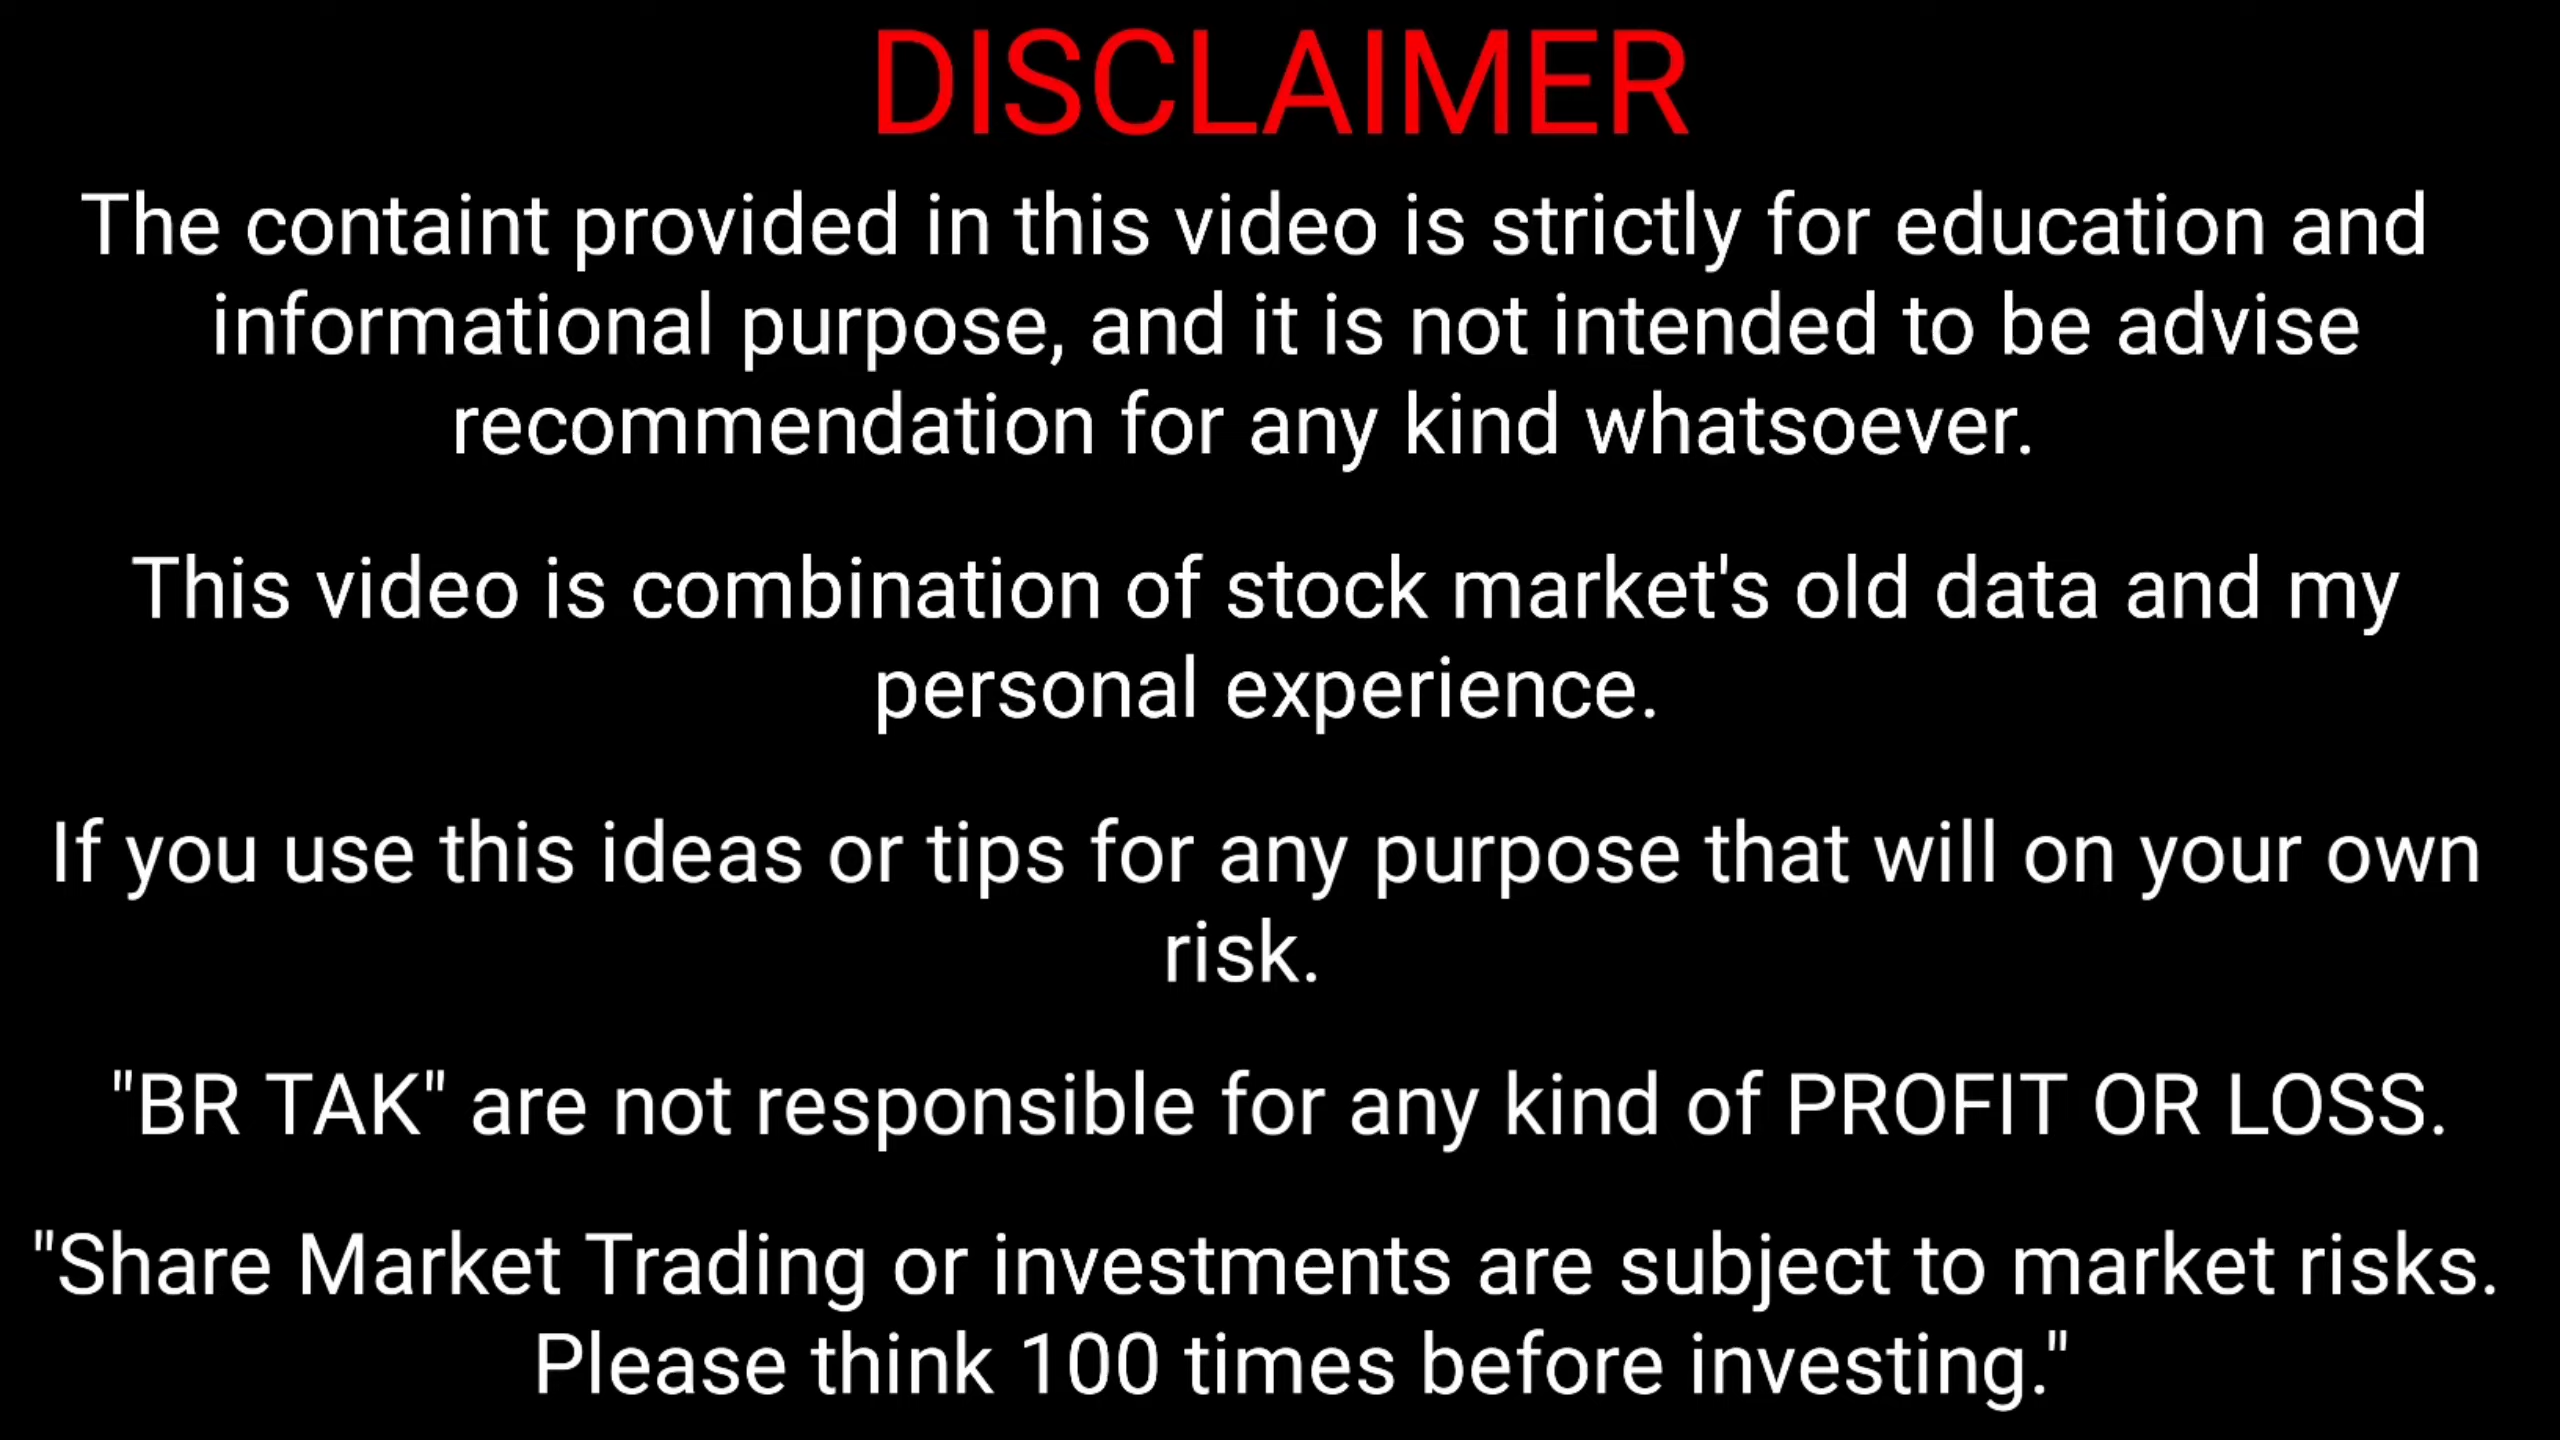 DISCLAIMER
The containt provided in this video is strictly for education and
informational purpose, and it is not intended to be advise
recommendation for any kind whatsoever.
This video is combination of stock market's old data and my
personal experience.
If you use this ideas or tips for any purpose that will on your own
risk.
"BR TAK" are not responsible for any kind of PROFIT OR LOSS.
"Share Market Trading or investments are subject to market risks.
Please think 100 times before investing."